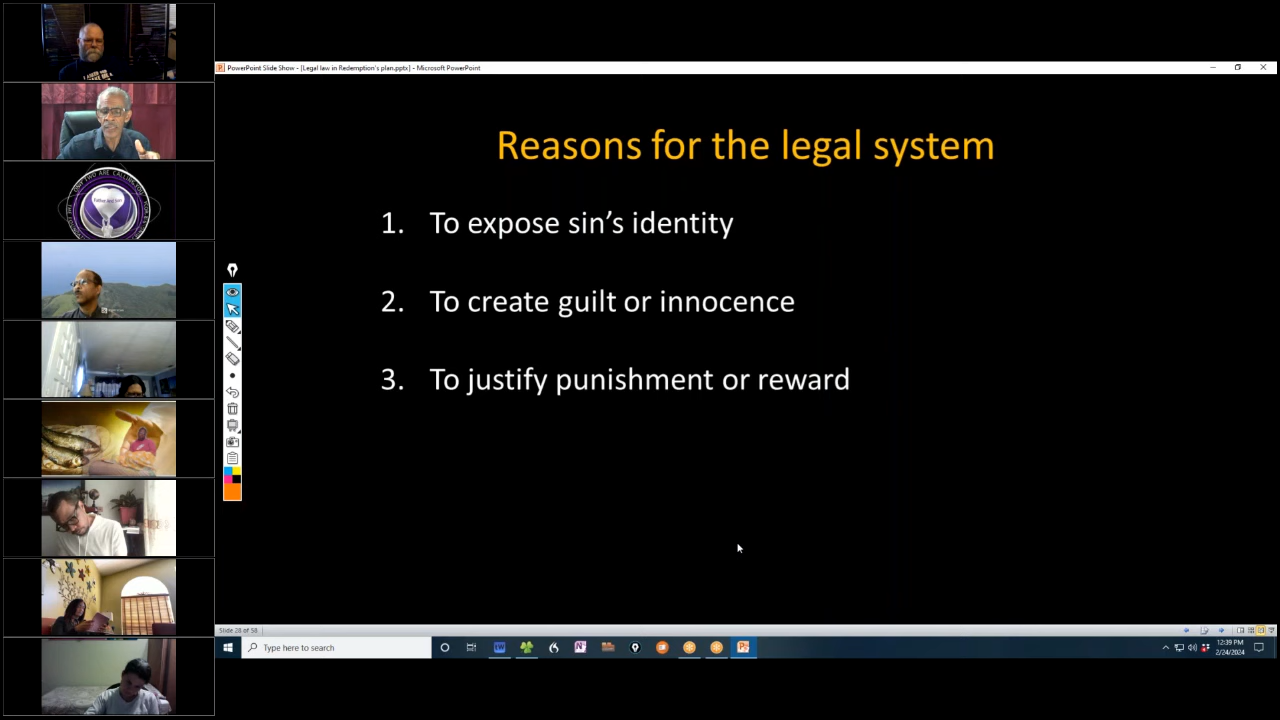 PowerPoint Slide Show - [Legal law in Redemption's plan.pptx] - Microsoft PowerPoint
Reasons for the legal system
1. To expose sin's identity
2. To create guilt or innocence
3. To justify punishment or reward
Slide 28 of 58
Type here to search
12:39 PM
2/24/2024